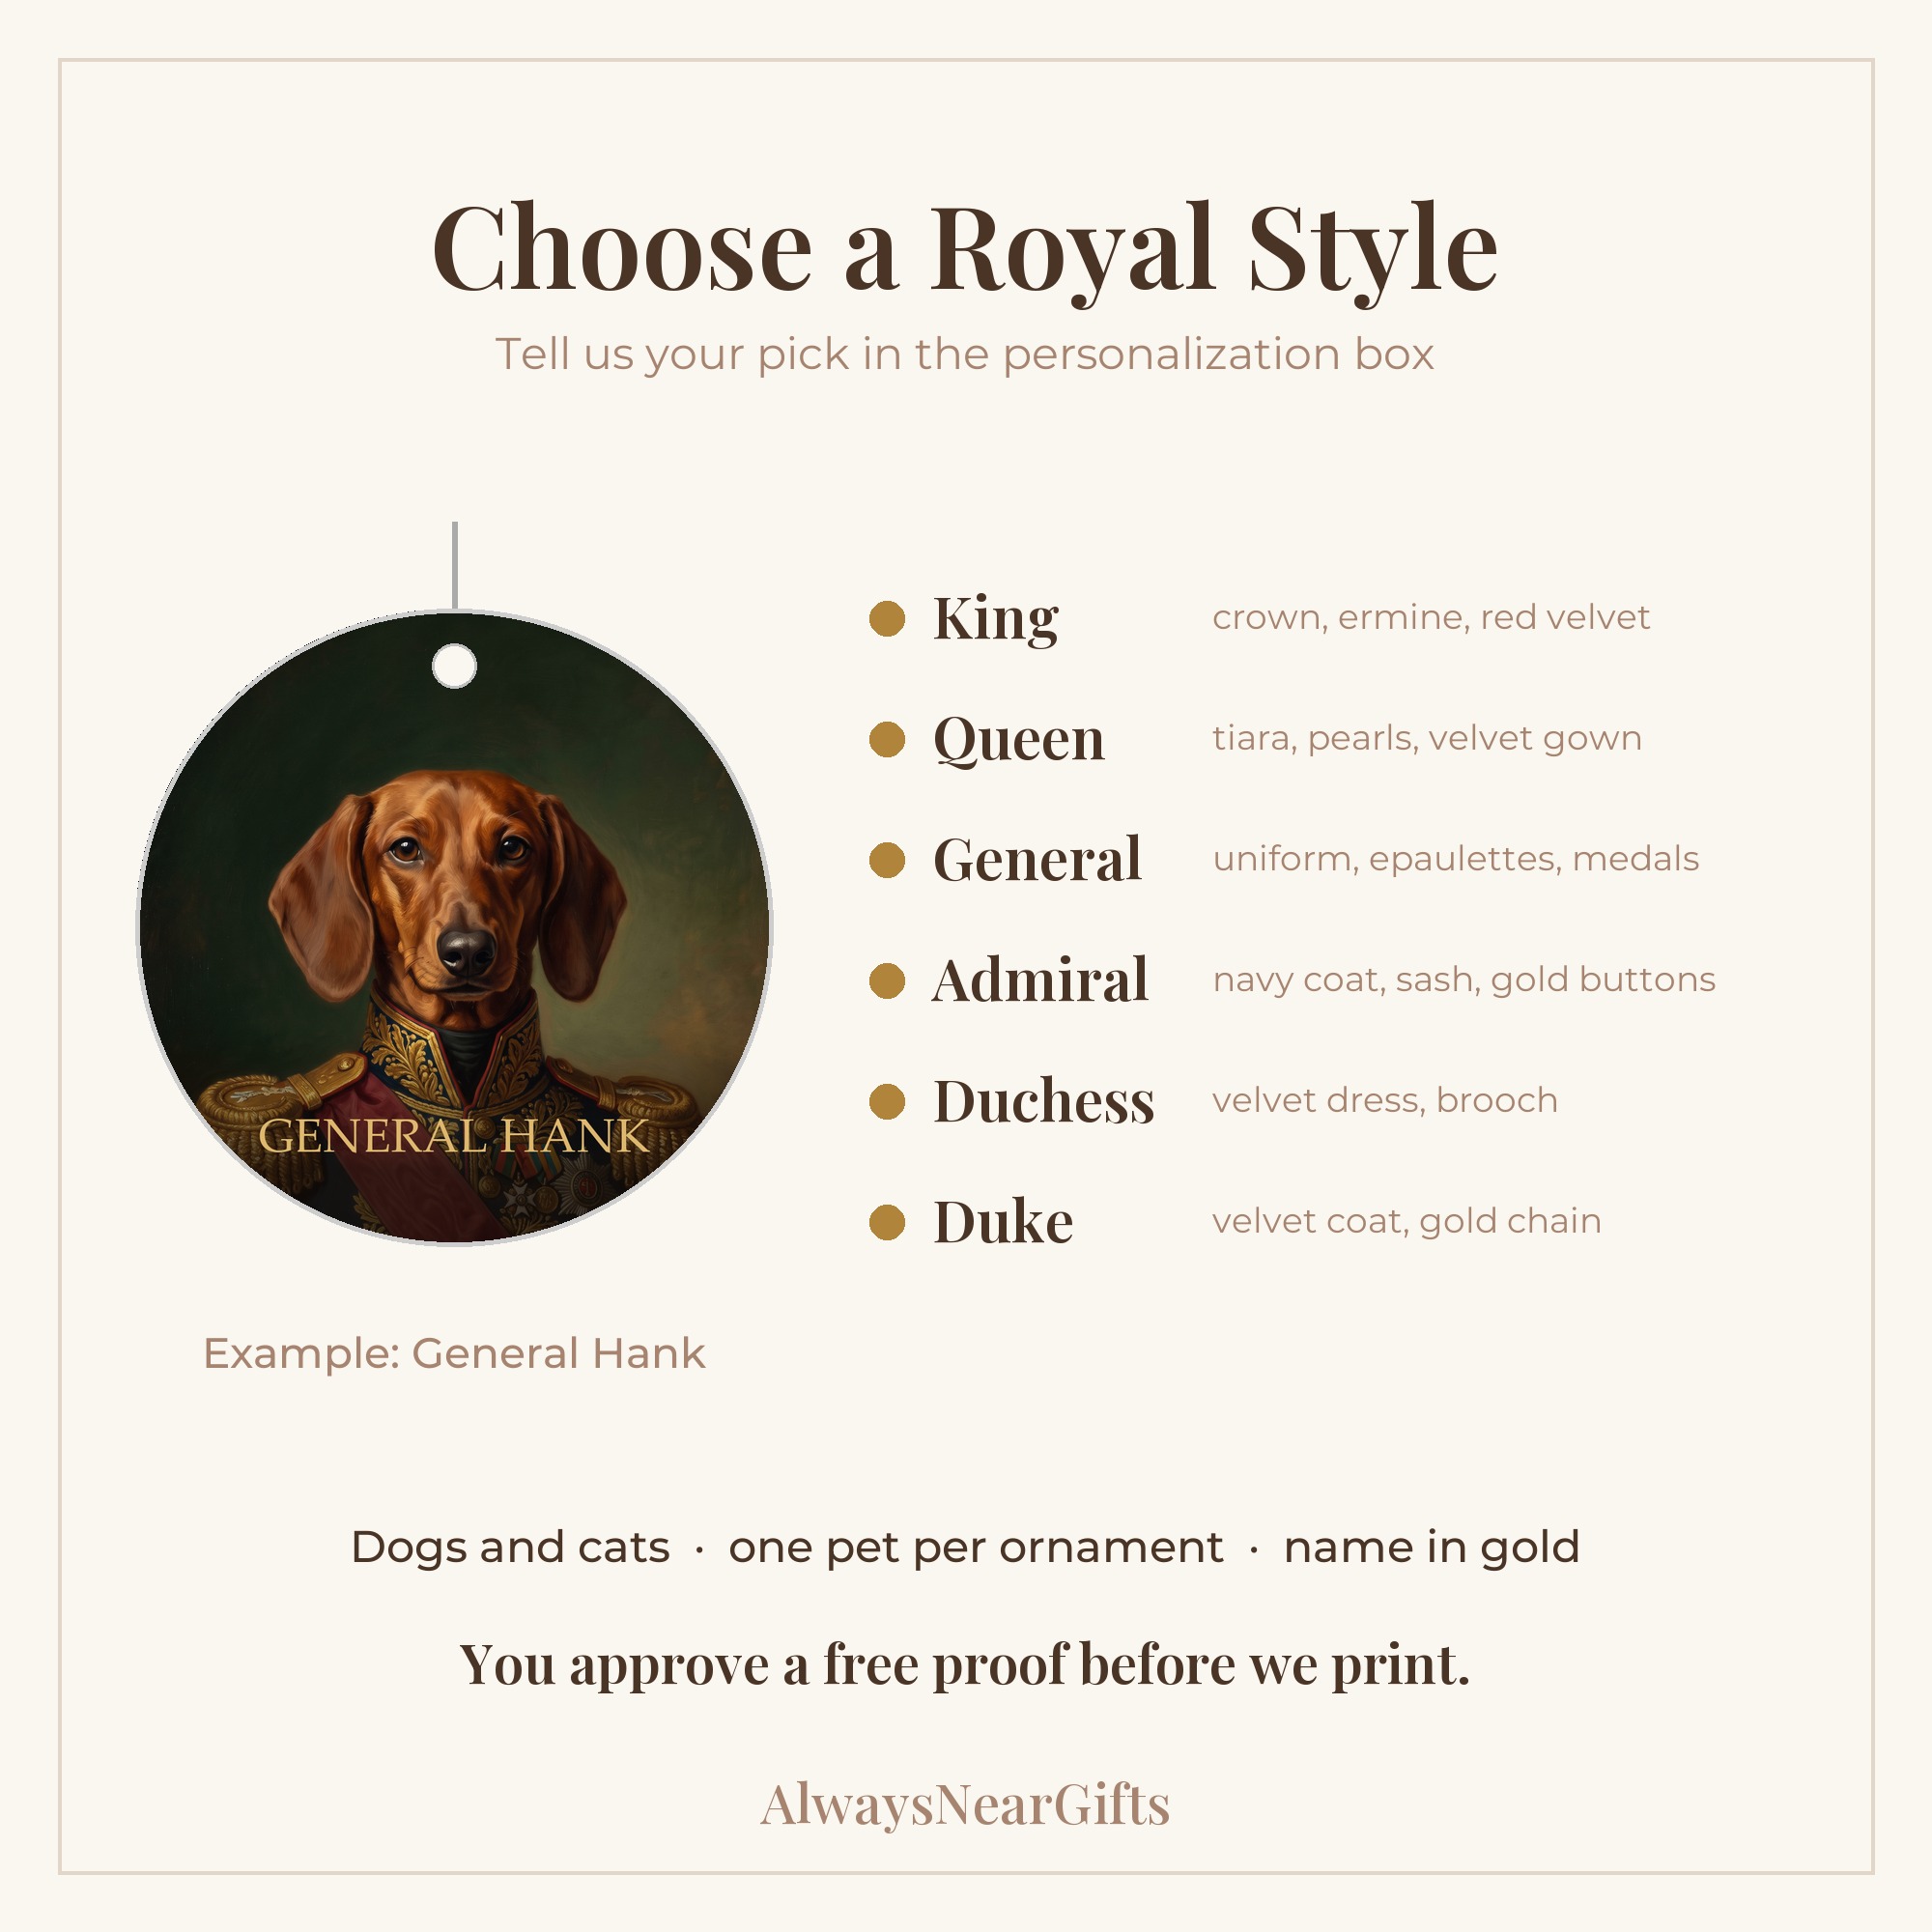 Choose a Royal Style
Tell us your pick in the personalization box
King crown, ermine, red velvet
Queen tiara, pearls, velvet gown
General uniform, epaulettes, medals
Admiral navy coat, sash, gold buttons
Duchess velvet dress, brooch
Duke velvet coat, gold chain
GENERAL HANK
Example: General Hank
Dogs and cats · one pet per ornament · name in gold
You approve a free proof before we print.
AlwaysNearGifts